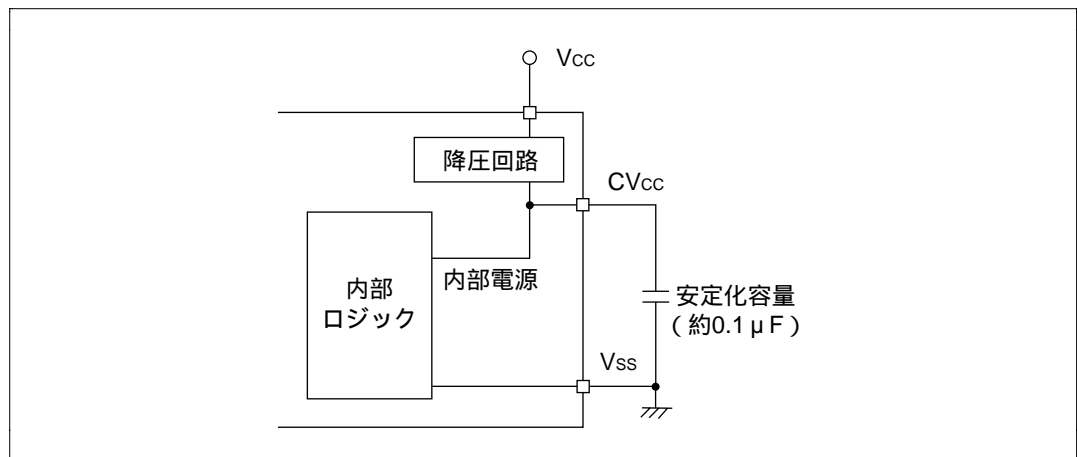 Vcc
降圧回路
CVcc
内部
ロジック
内部電源
安定化容量
（約0.1μF）
Vss